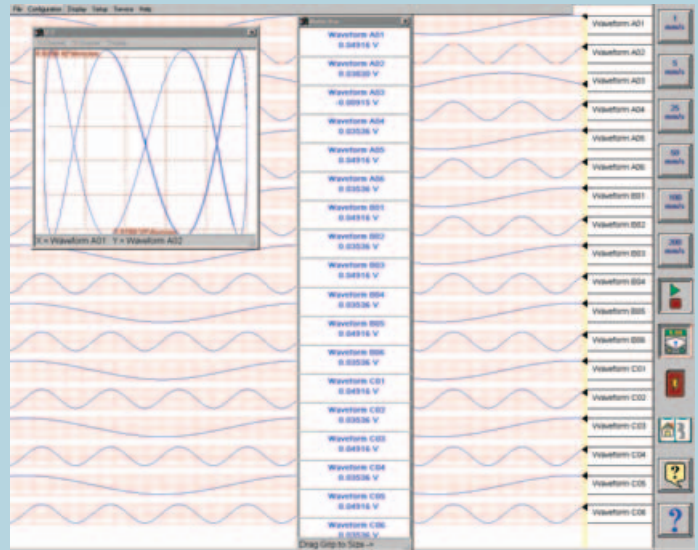 File Configuration Display Setup Service Help
X = Waveform A01 Y = Waveform A02
Waveform A01
0.04916 V
Waveform A02
Waveform A03
-0.00915 V
Waveform A04
0.03536 V
Waveform A05
0.04916 V
Waveform A06
0.03536 V
Waveform B01
0.04916 V
Waveform B02
0.03536 V
Waveform B03
0.04916 V
Waveform B04
0.03536 V
Waveform B05
0.04916 V
Waveform B06
0.03536 V
Waveform C01
0.04916 V
Waveform C02
0.03536 V
Waveform C03
0.04916 V
Waveform C04
0.03536 V
Waveform C05
0.04916 V
Waveform C06
0.03536 V
Drag Grip to Size ->
Waveform A01
Waveform A02
Waveform A03
Waveform A04
Waveform A05
Waveform A06
Waveform B01
Waveform B02
Waveform B03
Waveform B04
Waveform B05
Waveform B06
Waveform C01
Waveform C02
Waveform C03
Waveform C04
Waveform C05
Waveform C06
1
mm/s
5
mm/s
25
mm/s
50
mm/s
100
mm/s
200
mm/s
?
?